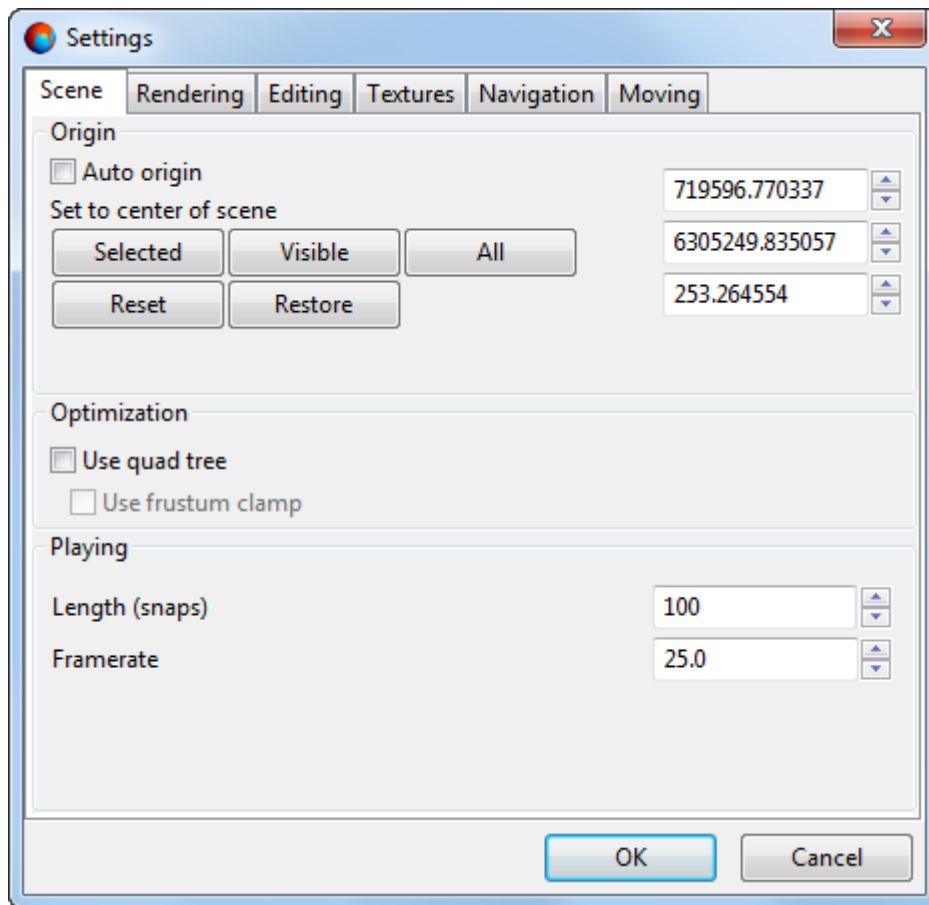 Settings
Scene Rendering Editing Textures Navigation Moving
Origin
Auto origin
719596.770337
Set to center of scene
Selected Visible All
6305249.835057
Reset Restore
253.264554
Optimization
Use quad tree
Use frustum clamp
Playing
Length (snaps) 100
Framerate 25.0
OK Cancel